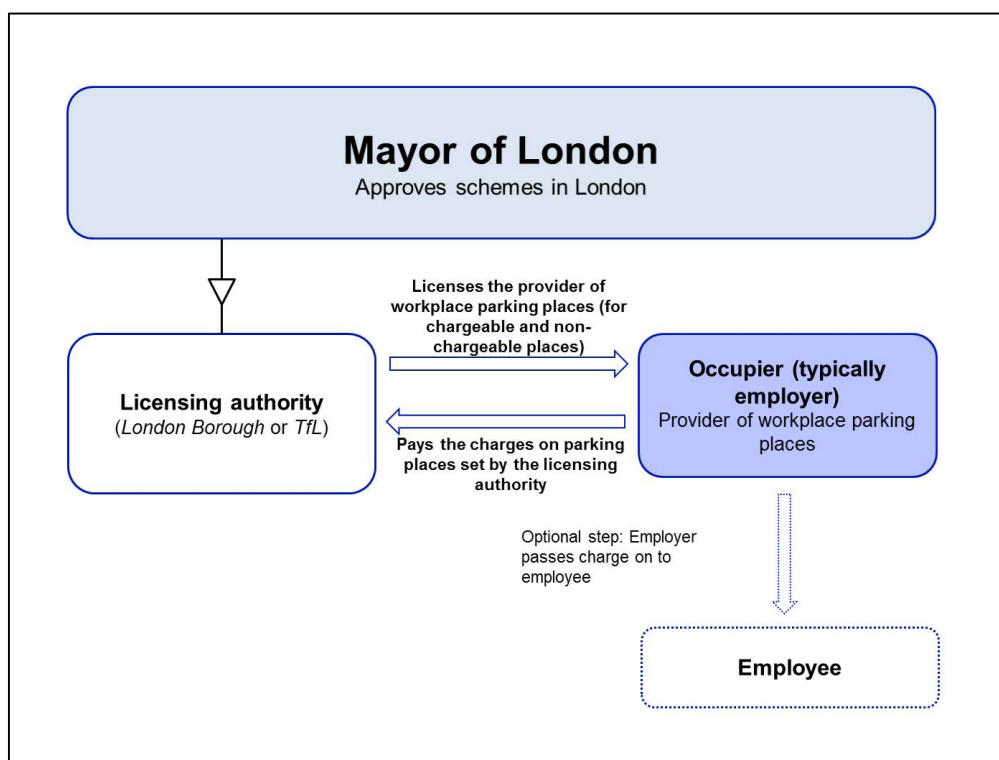 Mayor of London
Approves schemes in London
Licenses the provider of
workplace parking places (for
chargeable and non-
chargeable places)
Licensing authority
(London Borough or TfL)
Occupier (typically
employer)
Provider of workplace parking
places
Pays the charges on parking
places set by the licensing
authority
Optional step: Employer
passes charge on to
employee
Employee